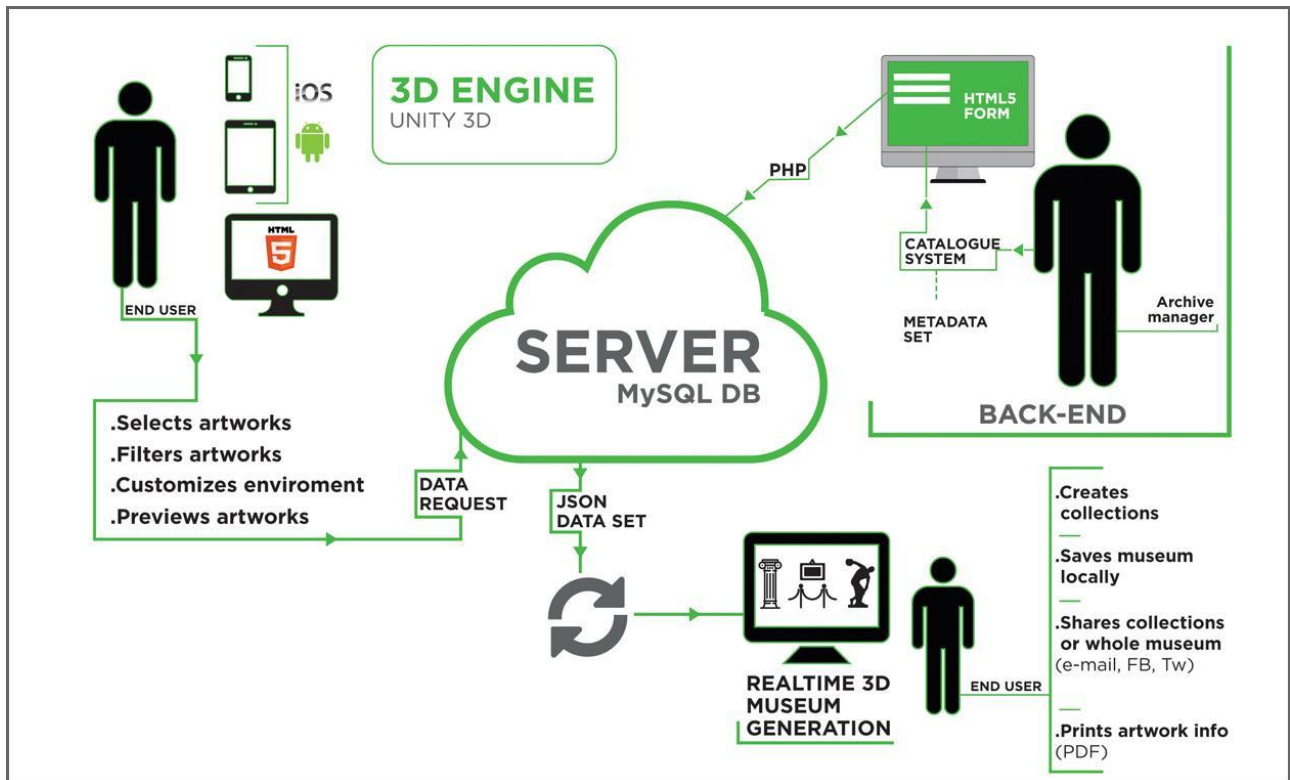 iOS
3D ENGINE
UNITY 3D
HTML
5
END USER
.Selects artworks
.Filters artworks
.Customizes enviroment
.Previews artworks
DATA
REQUEST
SERVER
MySQL DB
JSON
DATA SET
PHP
HTML5
FORM
CATALOGUE
SYSTEM
METADATA
SET
Archive
manager
BACK-END
REALTIME 3D
MUSEUM
GENERATION
END USER
.Creates
collections
.Saves museum
locally
.Shares collections
or whole museum
(e-mail, FB, Tw)
.Prints artwork info
(PDF)